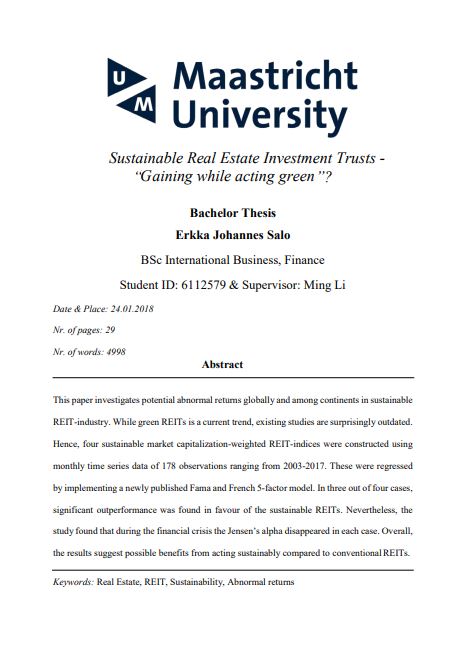 U
M
Maastricht
University
Sustainable Real Estate Investment Trusts -
“Gaining while acting green”?
Bachelor Thesis
Erkka Johannes Salo
BSc International Business, Finance
Student ID: 6112579 & Supervisor: Ming Li
Date & Place: 24.01.2018
Nr. of pages: 29
Nr. of words: 4998
Abstract
This paper investigates potential abnormal returns globally and among continents in sustainable
REIT-industry. While green REITs is a current trend, existing studies are surprisingly outdated.
Hence, four sustainable market capitalization-weighted REIT-indices were constructed using
monthly time series data of 178 observations ranging from 2003-2017. These were regressed
by implementing a newly published Fama and French 5-factor model. In three out of four cases,
significant outperformance was found in favour of the sustainable REITs. Nevertheless, the
study found that during the financial crisis the Jensen’s alpha disappeared in each case. Overall,
the results suggest possible benefits from acting sustainably compared to conventional REITs.
Keywords: Real Estate, REIT, Sustainability, Abnormal returns